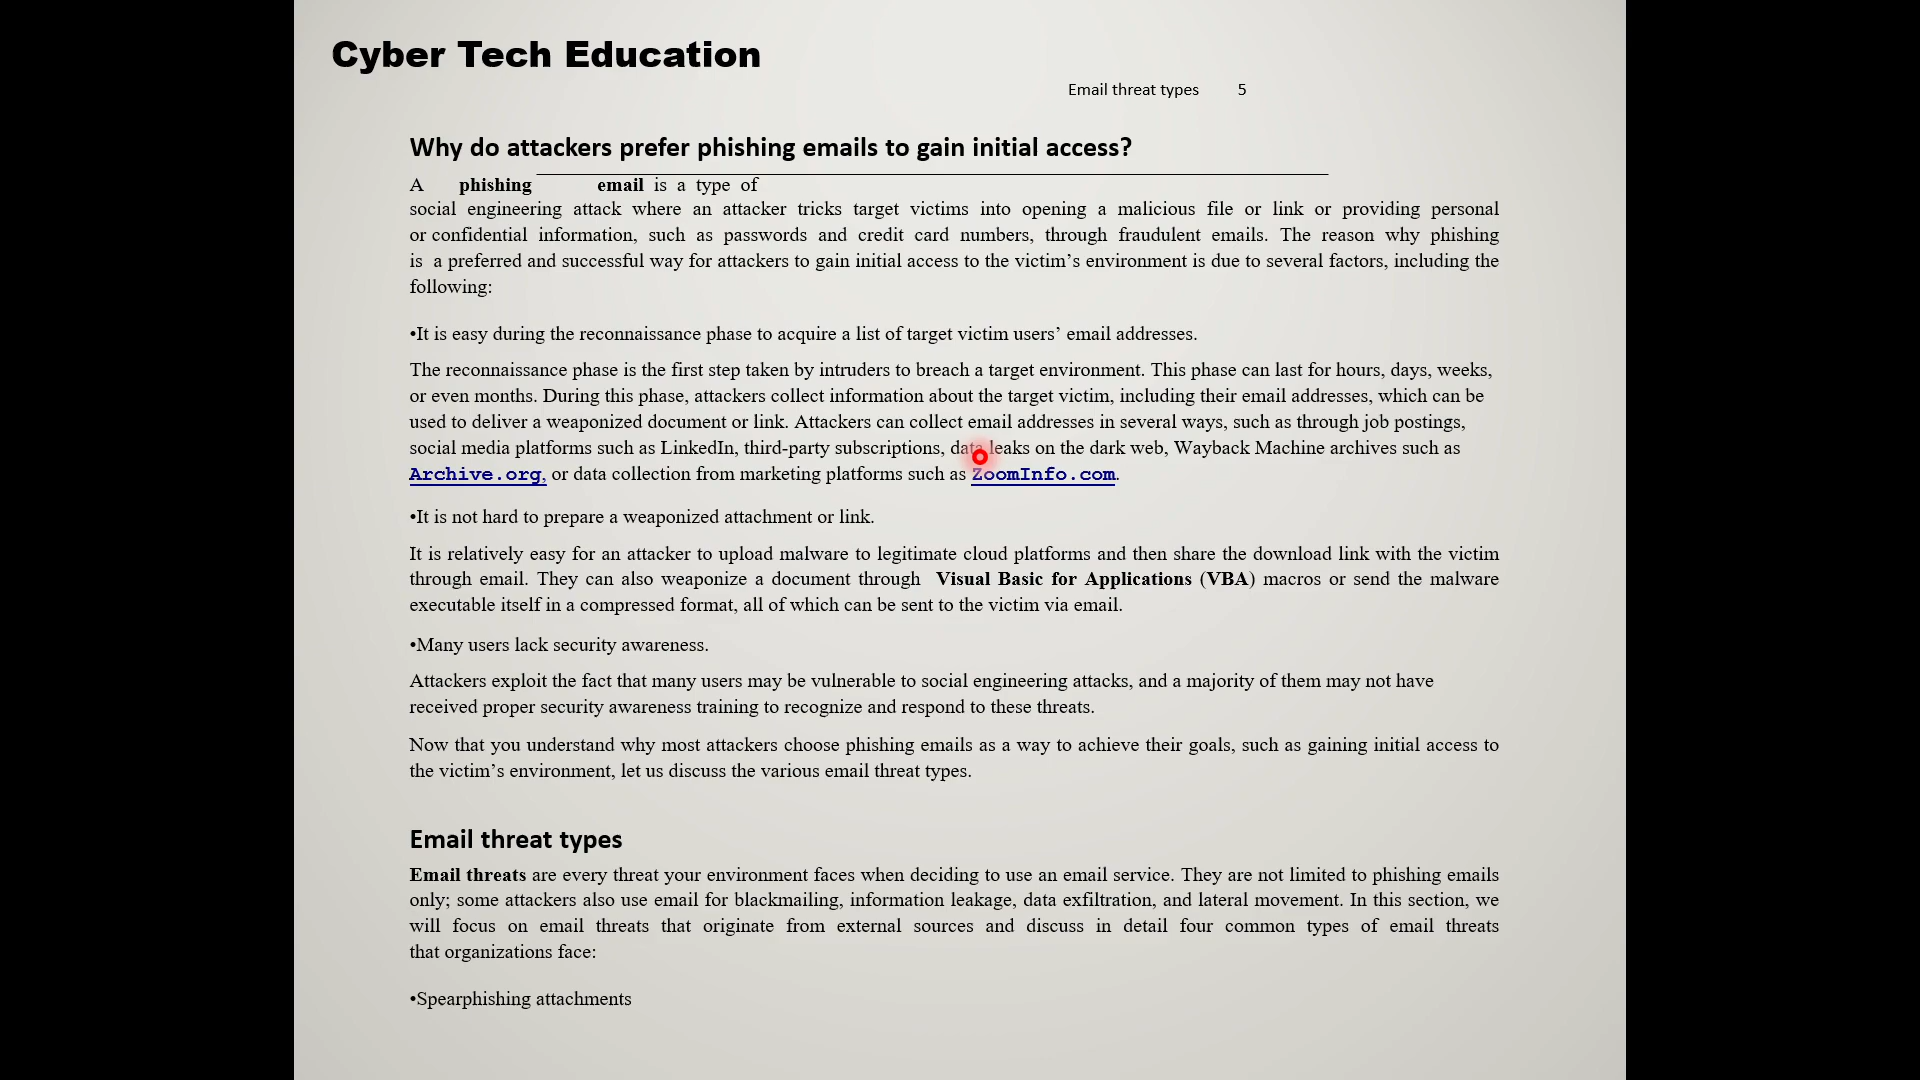 Cyber Tech Education
Email threat types 5
Why do attackers prefer phishing emails to gain initial access?
A phishing email is a type of
social engineering attack where an attacker tricks target victims into opening a malicious file or link or providing personal
or confidential information, such as passwords and credit card numbers, through fraudulent emails. The reason why phishing
is a preferred and successful way for attackers to gain initial access to the victim’s environment is due to several factors, including the
following:
•It is easy during the reconnaissance phase to acquire a list of target victim users’ email addresses.
The reconnaissance phase is the first step taken by intruders to breach a target environment. This phase can last for hours, days, weeks,
or even months. During this phase, attackers collect information about the target victim, including their email addresses, which can be
used to deliver a weaponized document or link. Attackers can collect email addresses in several ways, such as through job postings,
social media platforms such as LinkedIn, third-party subscriptions, data leaks on the dark web, Wayback Machine archives such as
Archive.org, or data collection from marketing platforms such as ZoomInfo.com.
•It is not hard to prepare a weaponized attachment or link.
It is relatively easy for an attacker to upload malware to legitimate cloud platforms and then share the download link with the victim
through email. They can also weaponize a document through Visual Basic for Applications (VBA) macros or send the malware
executable itself in a compressed format, all of which can be sent to the victim via email.
•Many users lack security awareness.
Attackers exploit the fact that many users may be vulnerable to social engineering attacks, and a majority of them may not have
received proper security awareness training to recognize and respond to these threats.
Now that you understand why most attackers choose phishing emails as a way to achieve their goals, such as gaining initial access to
the victim’s environment, let us discuss the various email threat types.
Email threat types
Email threats are every threat your environment faces when deciding to use an email service. They are not limited to phishing emails
only; some attackers also use email for blackmailing, information leakage, data exfiltration, and lateral movement. In this section, we
will focus on email threats that originate from external sources and discuss in detail four common types of email threats
that organizations face:
•Spearphishing attachments